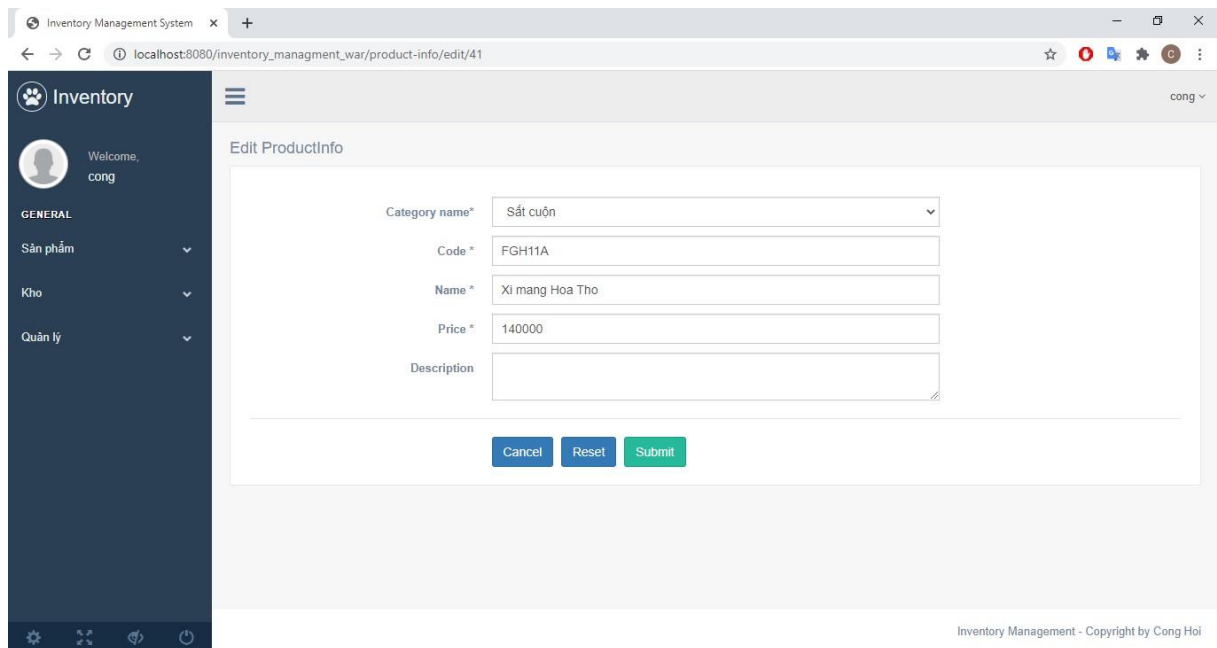 Inventory Management System
localhost:8080/inventory_managment_war/product-info/edit/41
C
Inventory
cong
Welcome,
cong
GENERAL
Sản phẩm
Kho
Quản lý
Edit ProductInfo
Category name*
Sắt cuộn
Code *
FGH11A
Name *
Xi mang Hoa Tho
Price *
140000
Description
Cancel Reset Submit
Inventory Management - Copyright by Cong Hoi